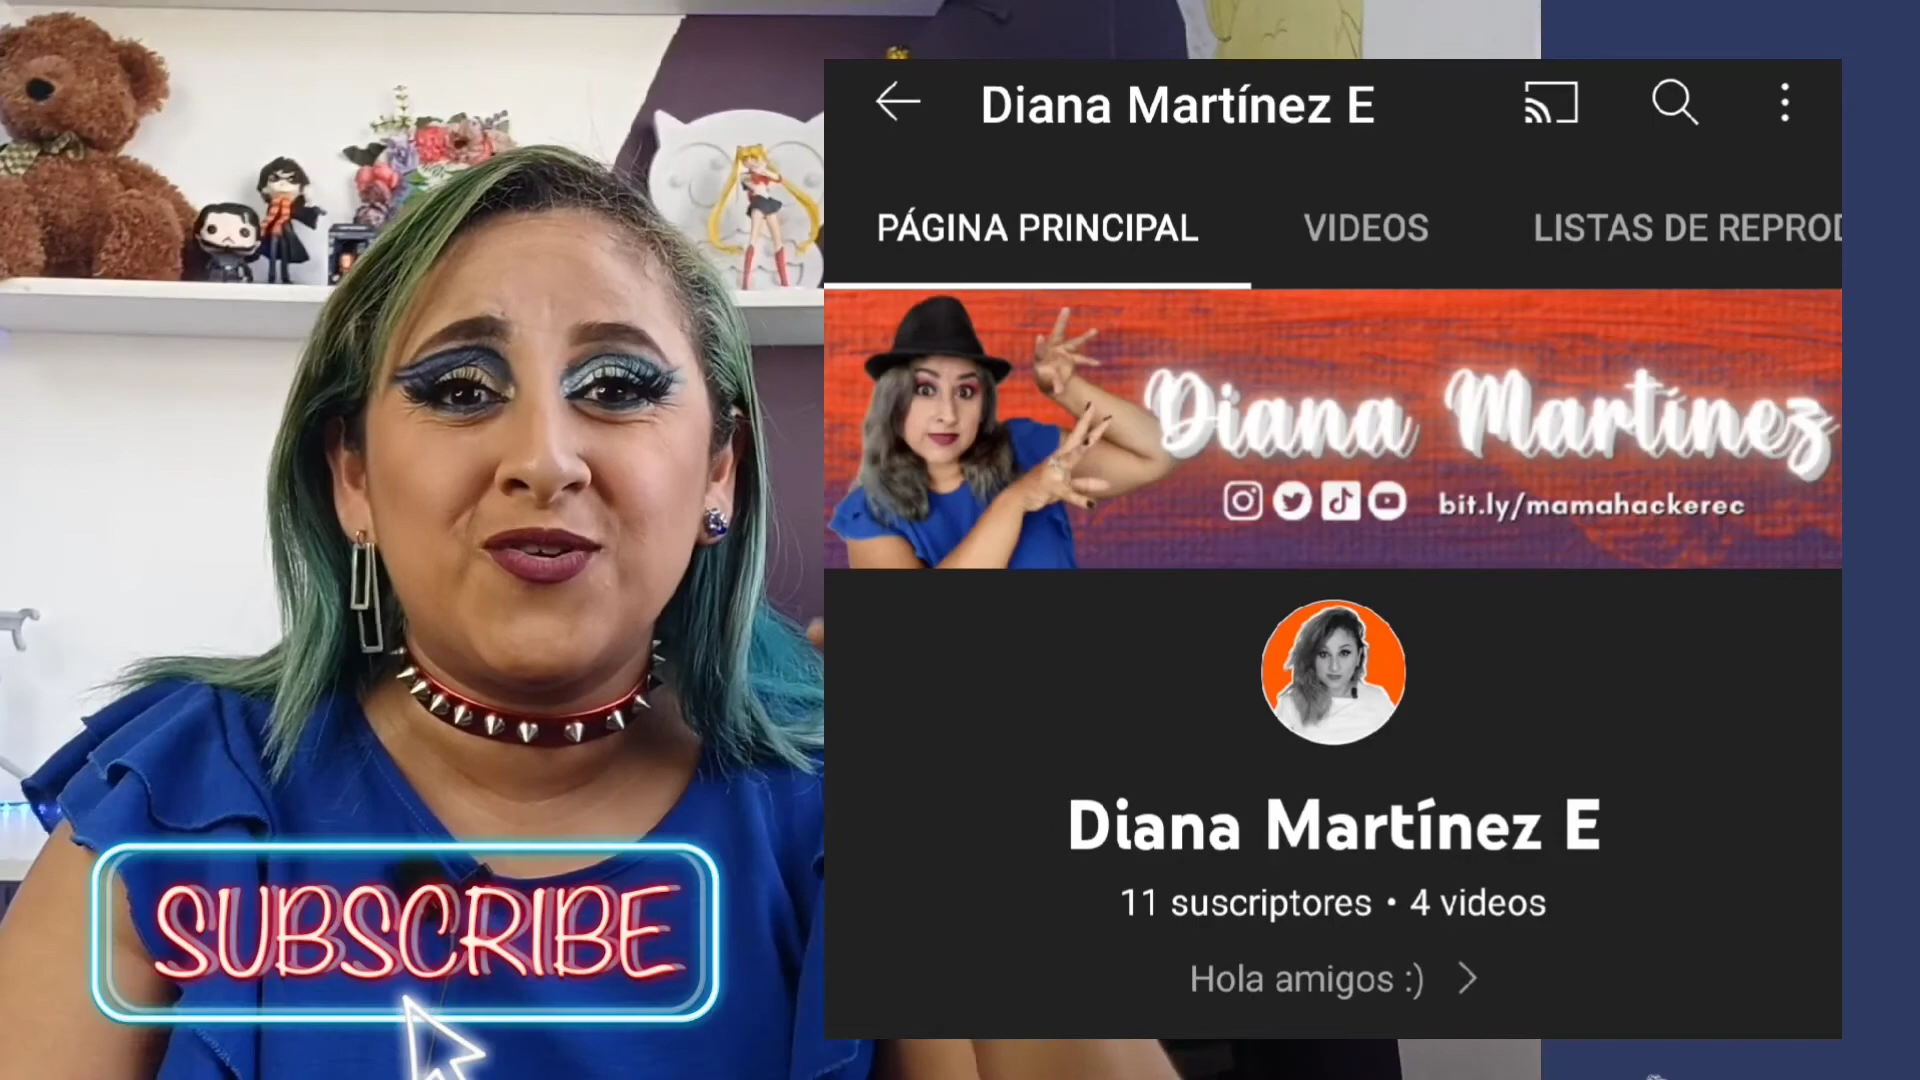 Diana Martínez E
PÁGINA PRINCIPAL VIDEOS LISTAS DE REPROD
Diana Martínez
bit.ly/mamahackerec
Diana Martínez E
11 suscriptores • 4 videos
Hola amigos :)
SUBSCRIBE